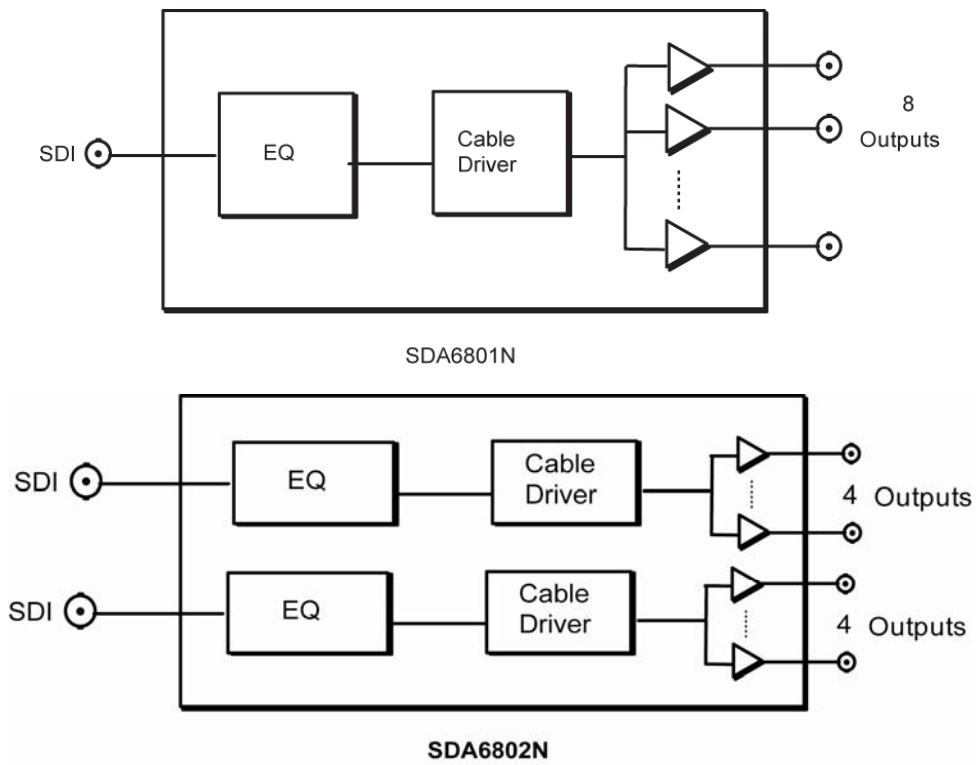 SDI
EQ
Cable
Driver
8
Outputs
SDA6801N
SDI
EQ
Cable
Driver
4 Outputs
SDI
EQ
Cable
Driver
4 Outputs
SDA6802N